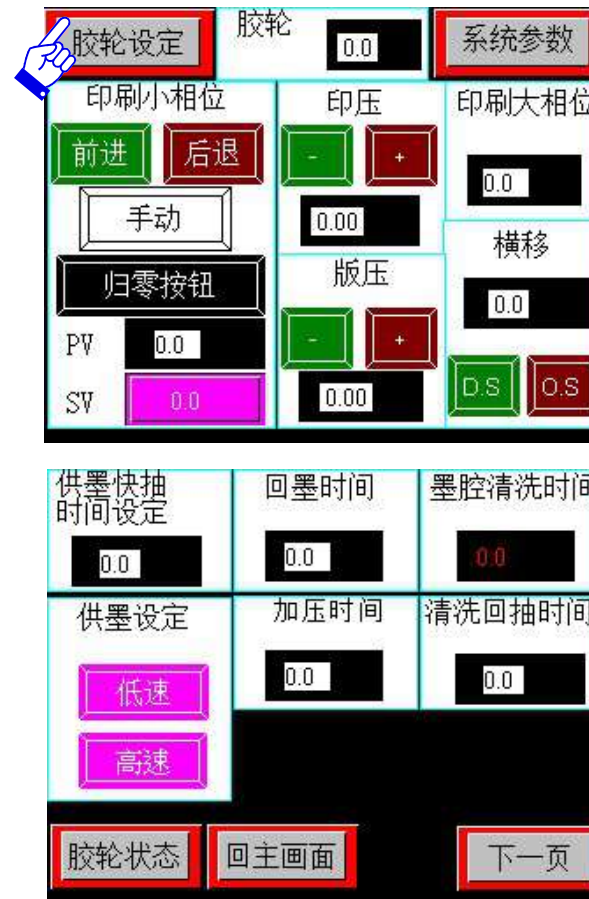 胶轮设定
胶轮
0.0
系统参数
印刷小相位
印压
印刷大相位
前进
后退
-
+
0.0
手动
0.00
横移
归零按钮
版压
0.0
PV
0.0
-
+
SV
0.0
0.00
D.S
O.S
供墨快抽
时间设定
回墨时间
墨腔清洗时间
0.0
0.0
0.0
供墨设定
加压时间
清洗回抽时间
低速
0.0
0.0
高速
胶轮状态
回主画面
下一页